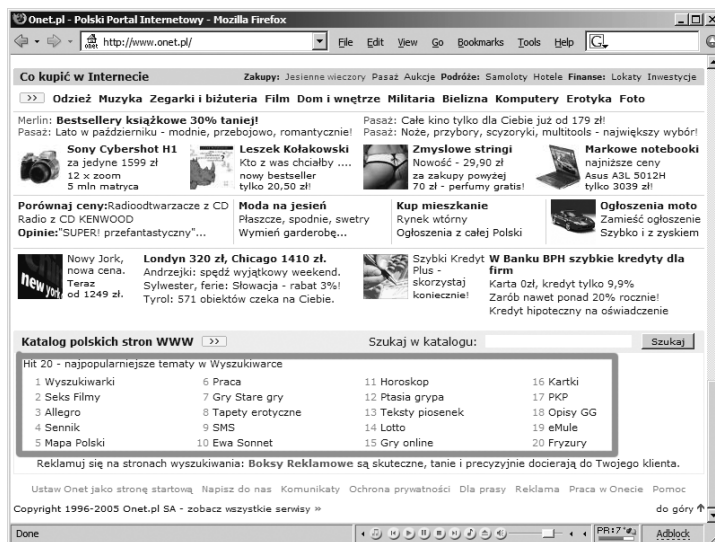 Onet.pl - Polski Portal Internetowy - Mozilla Firefox
onet http://www.onet.pl/ File Edit View Go Bookmarks Tools Help G
Co kupić w Internecie Zakupy: Jesienne wieczory Pasaż Aukcje Podróże: Samoloty Hotele Finanse: Lokaty Inwestycje
>> Odzież Muzyka Zegarki i biżuteria Film Dom i wnętrze Militaria Bielizna Komputery Erotyka Foto
Merlin: Bestsellery książkowe 30% taniej! Pasaż: Całe kino tylko dla Ciebie już od 179 zł!
Pasaż: Lato w październiku - modnie, przebojowo, romantycznie! Pasaż: Noże, przybory, scyzoryki, multitools - największy wybór!
Sony Cybershot H1
za jedyne 1599 zł
12 x zoom
5 mln matryca
Leszek Kołakowski
Kto z was chciałby ....
nowy bestseller
tylko 20,50 zł!
Zmysłowe stringi
Nowość - 29,90 zł
za zakupy powyżej
70 zł - perfumy gratis!
Markowe notebooki
najniższe ceny
Asus A3L 5012H
tylko 3039 zł!
Porównaj ceny:Radioodtwarzacze z CD
Radio z CD KENWOOD
Opinie:"SUPER! przefantastyczny"...
Moda na jesień
Płaszcze, spodnie, swetry
Wymień garderobę...
Kup mieszkanie
Rynek wtórny
Ogłoszenia z całej Polski
Ogłoszenia moto
Zamieść ogłoszenie
Szybko i z zyskiem
new york
Nowy Jork,
nowa cena.
Teraz
od 1249 zł.
Londyn 320 zł, Chicago 1410 zł.
Andrzejki: spędź wyjątkowy weekend.
Sylwester, ferie: Słowacja - rabat 3%!
Tyrol: 571 obiektów czeka na Ciebie.
Szybki Kredyt
Plus -
skorzystaj
koniecznie!
W Banku BPH szybkie kredyty dla
firm
Karta 0zł, kredyt tylko 9,9%
Zarób nawet ponad 20% rocznie!
Kredyt hipoteczny na oświadczenie
Katalog polskich stron WWW >> Szukaj w katalogu: Szukaj
Hit 20 - najpopularniejsze tematy w Wyszukiwarce
1 Wyszukiwarki 6 Praca 11 Horoskop 16 Kartki
2 Seks Filmy 7 Gry Stare gry 12 Ptasia grypa 17 PKP
3 Allegro 8 Tapety erotyczne 13 Teksty piosenek 18 Opisy GG
4 Sennik 9 SMS 14 Lotto 19 eMule
5 Mapa Polski 10 Ewa Sonnet 15 Gry online 20 Fryzury
Reklamuj się na stronach wyszukiwania: Boksy Reklamowe są skuteczne, tanie i precyzyjnie docierają do Twojego klienta.
Ustaw Onet jako stronę startową Napisz do nas Komunikaty Ochrona prywatności Dla prasy Reklama Praca w Onecie Pomoc
Copyright 1996-2005 Onet.pl SA - zobacz wszystkie serwisy » do góry
Done PR:7 Adblock